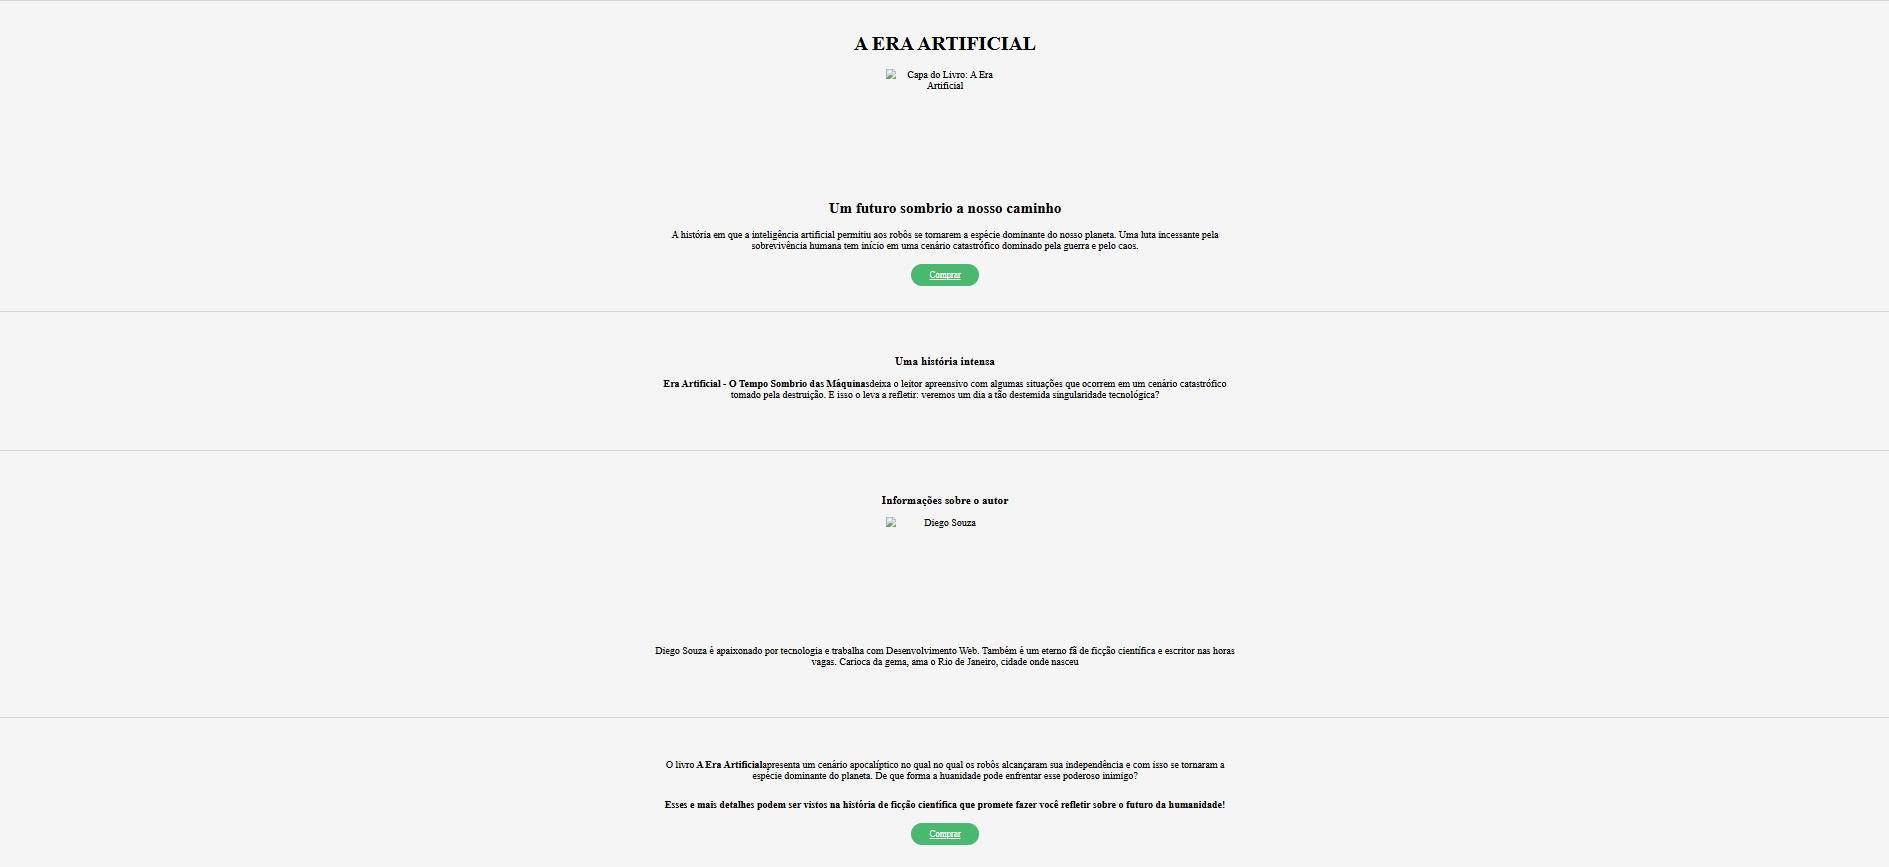 A ERA ARTIFICIAL
Capa do Livro: A Era
Artificial
Um futuro sombrio a nosso caminho
A história em que a inteligência artificial permitiu aos robôs se tornarem a espécie dominante do nosso planeta. Uma luta incessante pela
sobrevivência humana tem início em uma cenário catastrófico dominado pela guerra e pelo caos.
Comprar
Uma história intensa
Era Artificial - O Tempo Sombrio das Máquinasdeixa o leitor apreensivo com algumas situações que ocorrem em um cenário catastrófico
tomado pela destruição. E isso o leva a refletir: veremos um dia a tão destemida singularidade tecnológica?
Informações sobre o autor
Diego Souza
Diego Souza é apaixonado por tecnologia e trabalha com Desenvolvimento Web. Também é um eterno fã de ficção científica e escritor nas horas
vagas. Carioca da gema, ama o Rio de Janeiro, cidade onde nasceu
O livro A Era Artificialapresenta um cenário apocalíptico no qual no qual os robôs alcançaram sua independência e com isso se tornaram a
espécie dominante do planeta. De que forma a huanidade pode enfrentar esse poderoso inimigo?
Esses e mais detalhes podem ser vistos na história de ficção científica que promete fazer você refletir sobre o futuro da humanidade!
Comprar